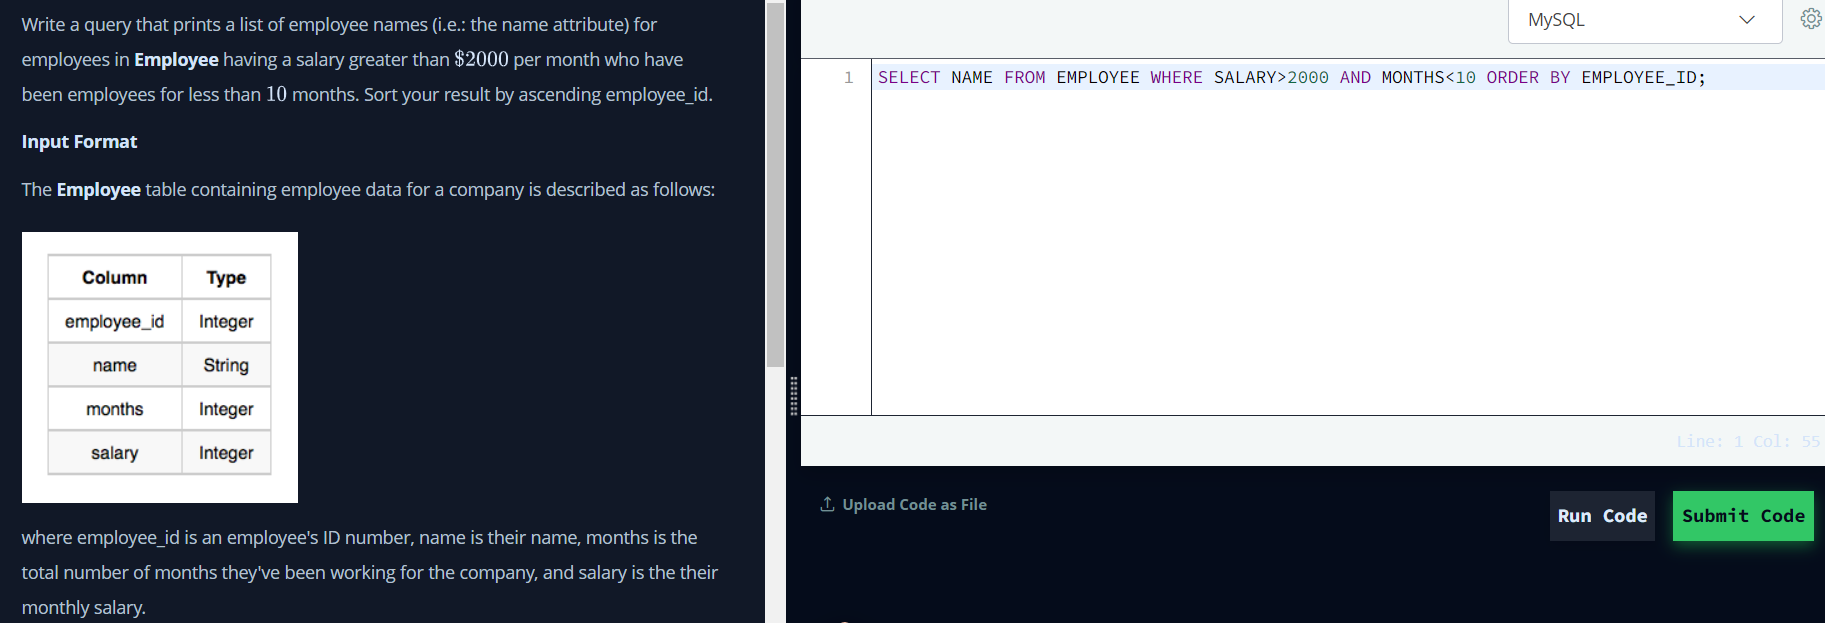 Write a query that prints a list of employee names (i.e.: the name attribute) for
employees in Employee having a salary greater than $2000 per month who have
been employees for less than 10 months. Sort your result by ascending employee_id.
Input Format
The Employee table containing employee data for a company is described as follows:
Column Type
employee_id Integer
name String
months Integer
salary Integer
where employee_id is an employee's ID number, name is their name, months is the
total number of months they've been working for the company, and salary is the their
monthly salary.
MySQL
1 SELECT NAME FROM EMPLOYEE WHERE SALARY>2000 AND MONTHS<10 ORDER BY EMPLOYEE_ID;
Line: 1 Col: 55
Upload Code as File
Run Code
Submit Code